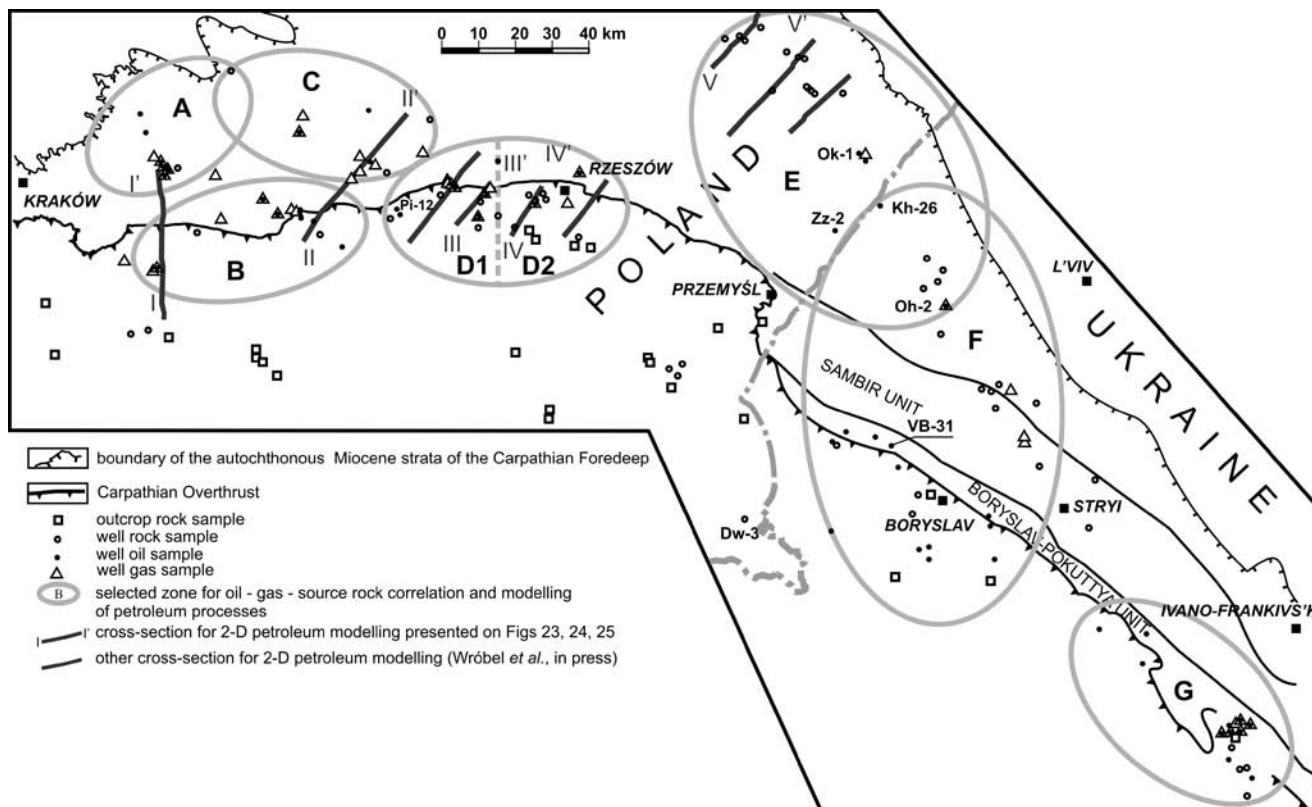 0 10 20 30 40 km
A
C
I'
II'
KRAKÓW
B
I
II
Pi-12
III'
IV'
RZESZÓW
III
IV
D1
D2
V
V'
E
Ok-1
Zz-2
Kh-26
Oh-2
POLAND
PRZEMYŚL
L'VIV
UKRAINE
F
SAMBIR UNIT
VB-31
BORYSLAV
STRYI
BORYSLAV-POKUTTYA UNIT
Dw-3
IVANO-FRANKIVS'K
G
boundary of the autochthonous Miocene strata of the Carpathian Foredeep
Carpathian Overthrust
outcrop rock sample
well rock sample
well oil sample
well gas sample
B selected zone for oil - gas - source rock correlation and modelling
of petroleum processes
I I' cross-section for 2-D petroleum modelling presented on Figs 23, 24, 25
other cross-section for 2-D petroleum modelling (Wróbel et al., in press)